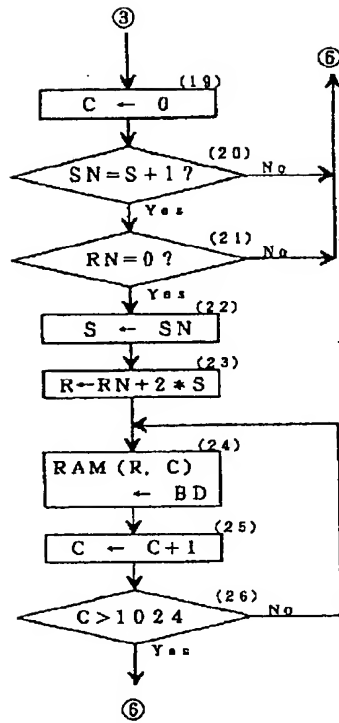 ③
⑥
(19)
C ← 0
(20)
SN=S+1?
No
Yes
(21)
RN=0?
No
Yes
(22)
S ← SN
(23)
R←RN+2*S
(24)
RAM(R, C)
← BD
(25)
C ← C+1
(26)
C>1024
No
Yes
⑥